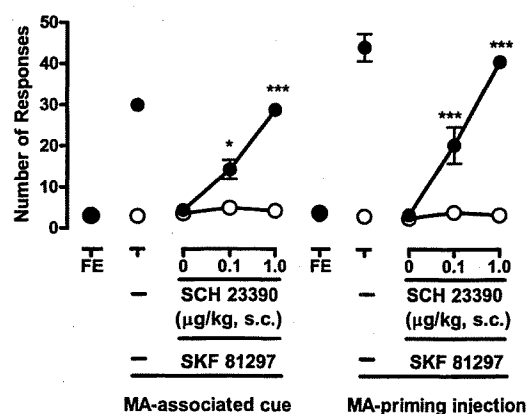 Number of Responses
50
40
30
20
10
0
* *** *** ***
FE – 0 0.1 1.0 FE – 0 0.1 1.0
– SCH 23390 – SCH 23390
(μg/kg, s.c.) (μg/kg, s.c.)
– SKF 81297 – SKF 81297
MA-associated cue MA-priming injection